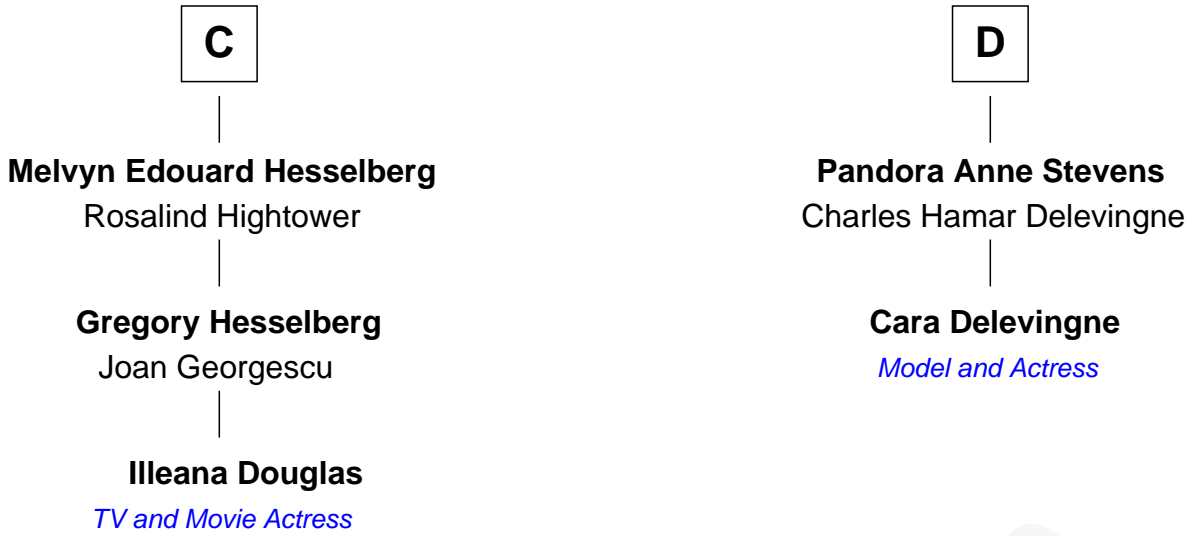 C
Melvyn Edouard Hesselberg
Rosalind Hightower
Gregory Hesselberg
Joan Georgescu
Illeana Douglas
TV and Movie Actress
D
Pandora Anne Stevens
Charles Hamar Delevingne
Cara Delevingne
Model and Actress